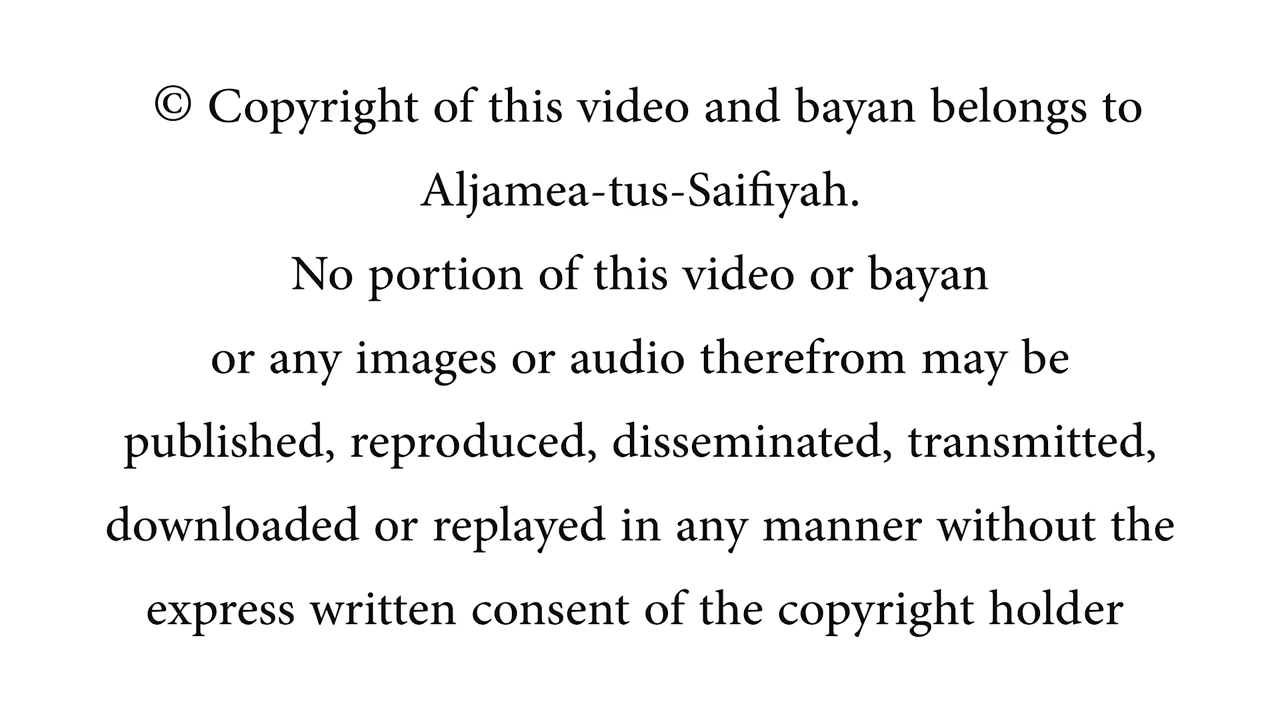 © Copyright of this video and bayan belongs to
Aljamea-tus-Saifiyah.
No portion of this video or bayan
or any images or audio therefrom may be
published, reproduced, disseminated, transmitted,
downloaded or replayed in any manner without the
express written consent of the copyright holder